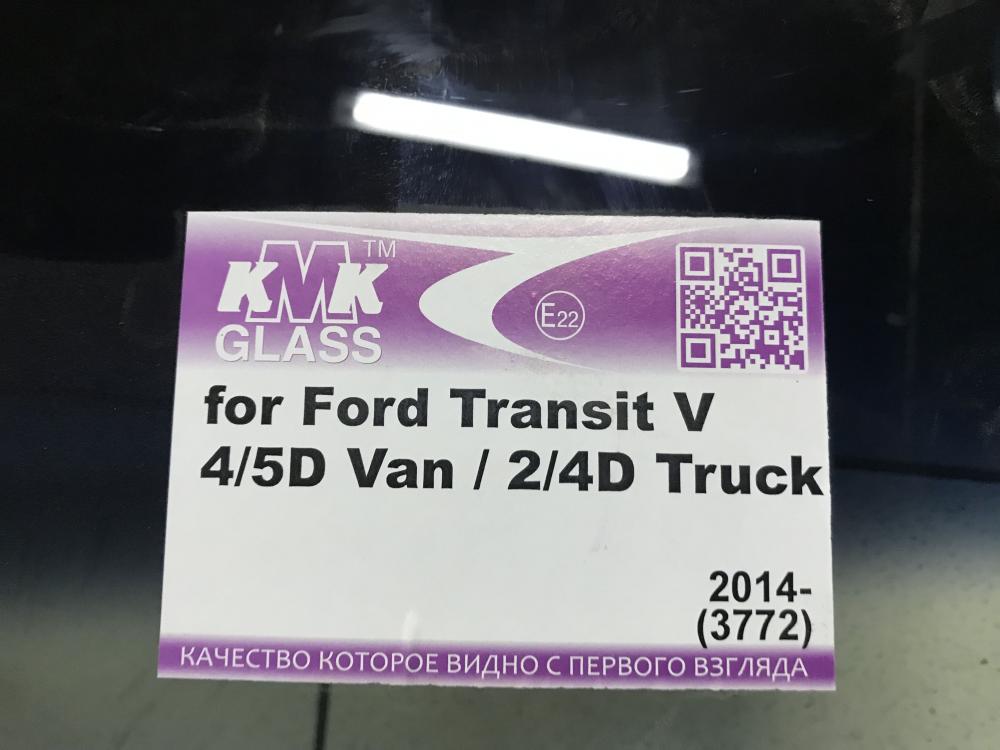 KMK™
GLASS
E22
for Ford Transit V
4/5D Van / 2/4D Truck
2014-
(3772)
КАЧЕСТВО КОТОРОЕ ВИДНО С ПЕРВОГО ВЗГЛЯДА